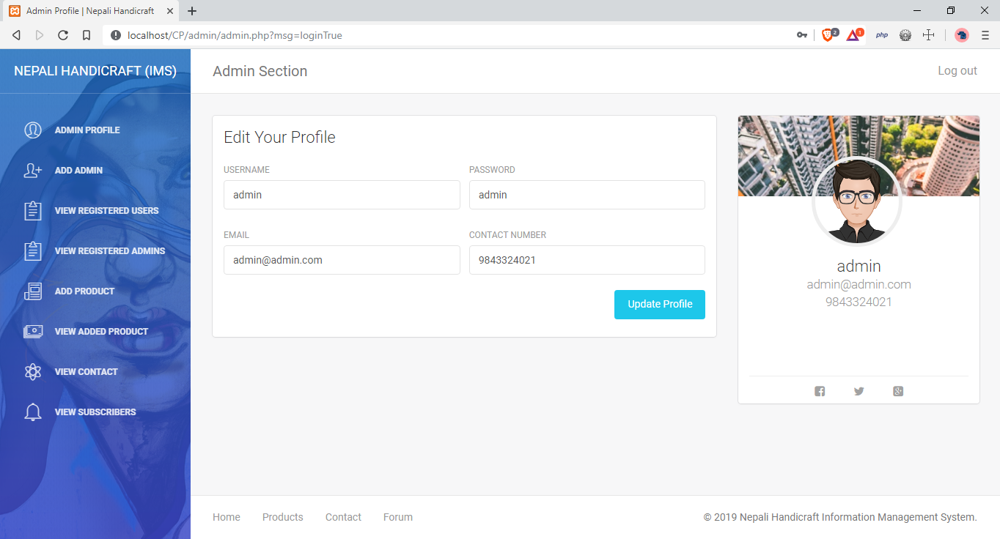 Admin Profile | Nepali Handicraft
localhost/CP/admin/admin.php?msg=loginTrue
2
1
php
NEPALI HANDICRAFT (IMS)
Admin Section
Log out
ADMIN PROFILE
ADD ADMIN
VIEW REGISTERED USERS
VIEW REGISTERED ADMINS
ADD PRODUCT
VIEW ADDED PRODUCT
VIEW CONTACT
VIEW SUBSCRIBERS
Edit Your Profile
USERNAME
PASSWORD
admin
admin
EMAIL
CONTACT NUMBER
admin@admin.com
9843324021
Update Profile
admin
admin@admin.com
9843324021
Home
Products
Contact
Forum
© 2019 Nepali Handicraft Information Management System.